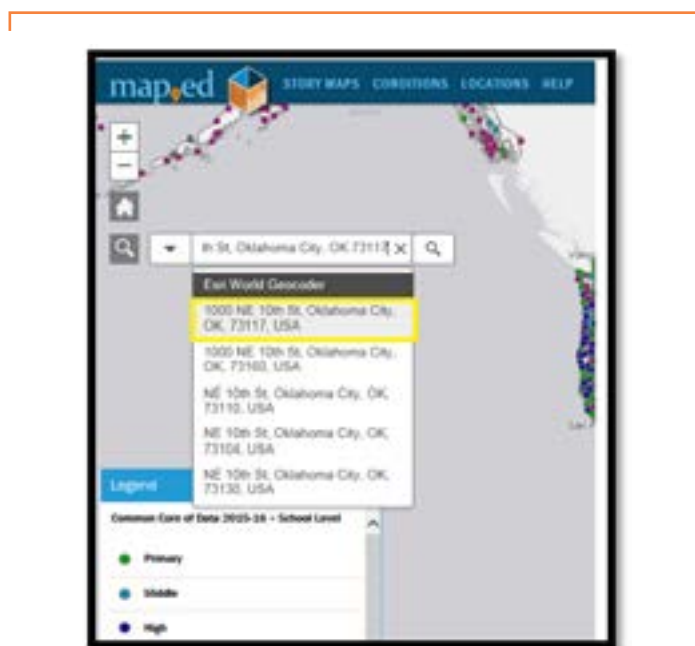 map ed STORY MAPS CONDITIONS LOCATIONS HELP
+
−
th St, Oklahoma City, OK 73117 ×
Esri World Geocoder
1000 NE 10th St, Oklahoma City,
OK, 73117, USA
1000 NE 10th St, Oklahoma City,
OK, 73160, USA
NE 10th St, Oklahoma City, OK,
73110, USA
NE 10th St, Oklahoma City, OK,
73104, USA
NE 10th St, Oklahoma City, OK,
73130, USA
Legend
Common Core of Data 2015-16 - School Level
Primary
Middle
High